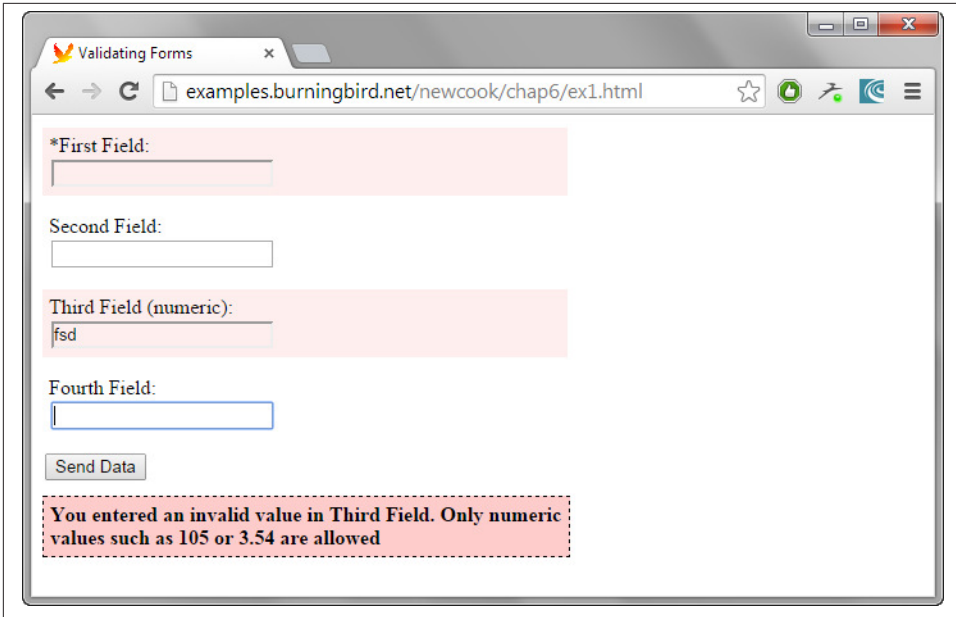 Validating Forms
examples.burningbird.net/newcook/chap6/ex1.html
*First Field:
Second Field:
Third Field (numeric):
fsd
Fourth Field:
Send Data
You entered an invalid value in Third Field. Only numeric
values such as 105 or 3.54 are allowed